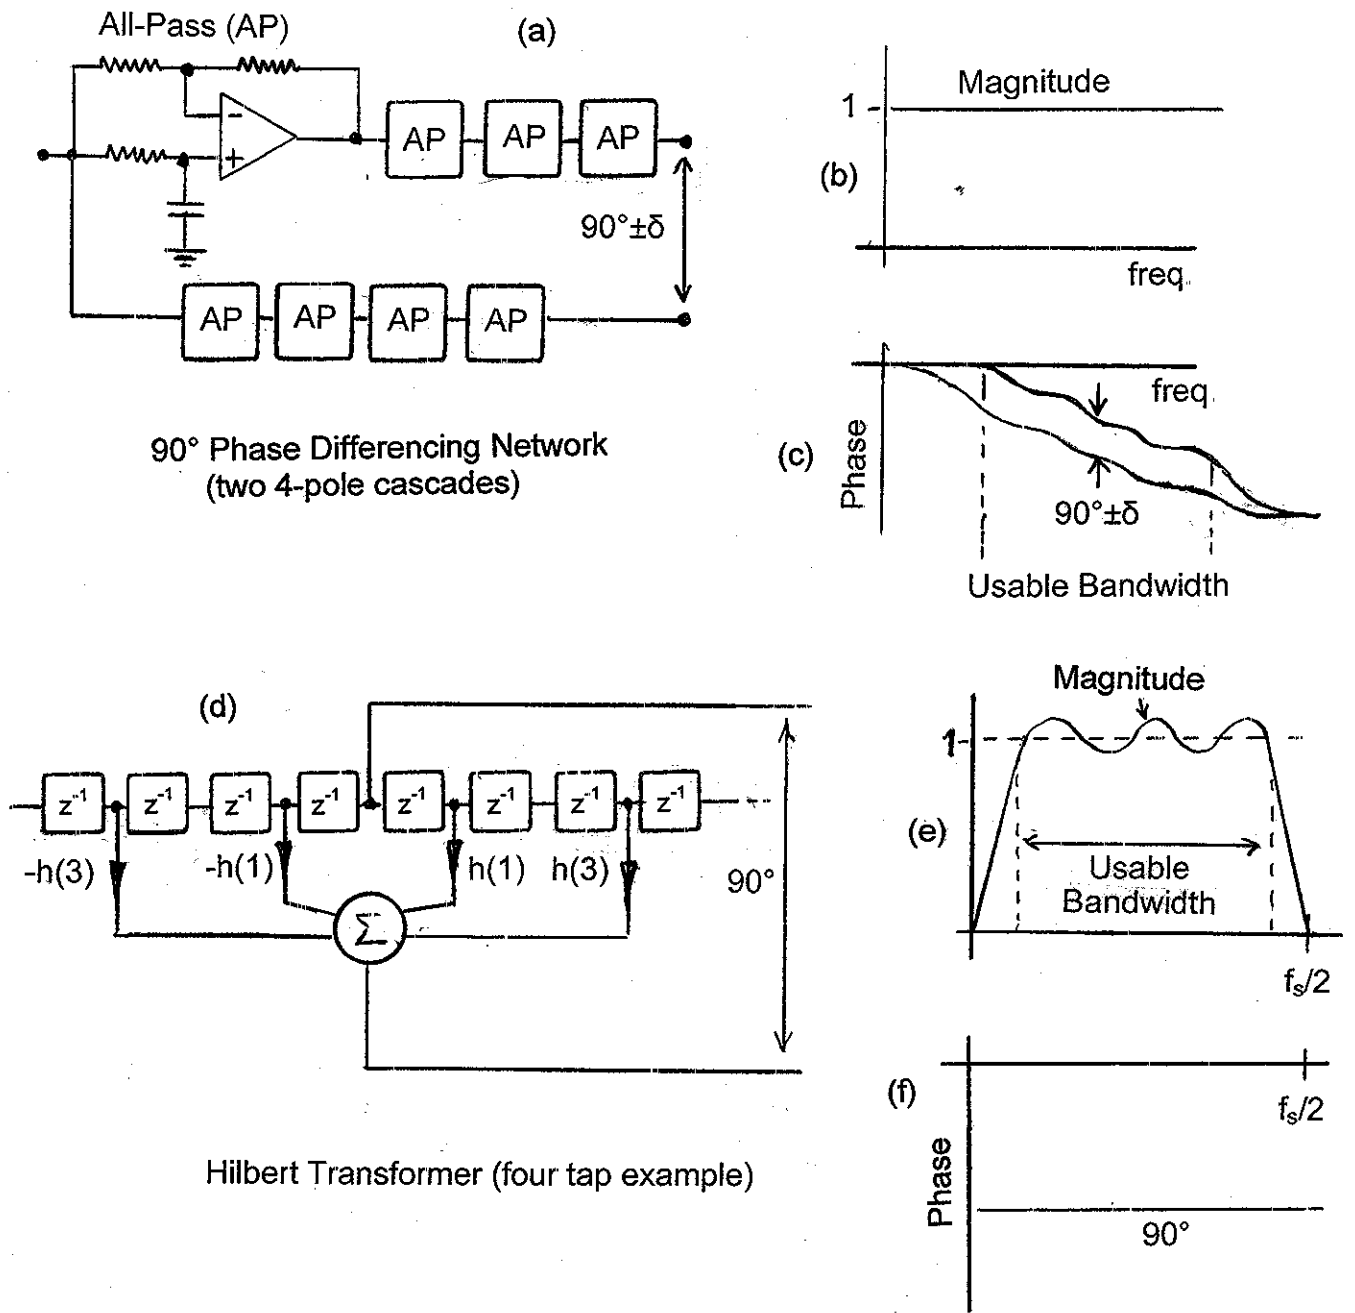 All-Pass (AP)
(a)
-
+
AP AP AP
90°±δ
AP AP AP AP
90° Phase Differencing Network
(two 4-pole cascades)
Magnitude
1
(b)
freq.
freq.
(c)
Phase
90°±δ
Usable Bandwidth
(d)
z⁻¹ z⁻¹ z⁻¹ z⁻¹ z⁻¹ z⁻¹ z⁻¹ z⁻¹
-h(3) -h(1) h(1) h(3)
90°
Σ
Hilbert Transformer (four tap example)
Magnitude
1
(e)
Usable
Bandwidth
fₛ/2
(f)
fₛ/2
Phase
90°